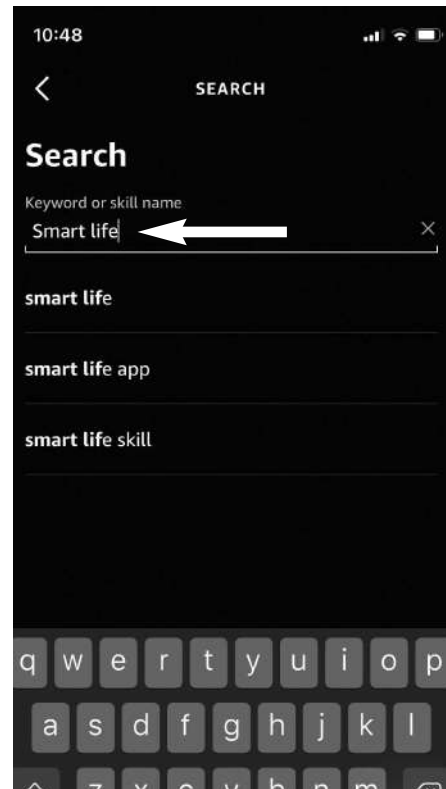 10:48
SEARCH
Search
Keyword or skill name
Smart life
smart life
smart life app
smart life skill
q w e r t y u i o p
a s d f g h j k l
z x c v b n m